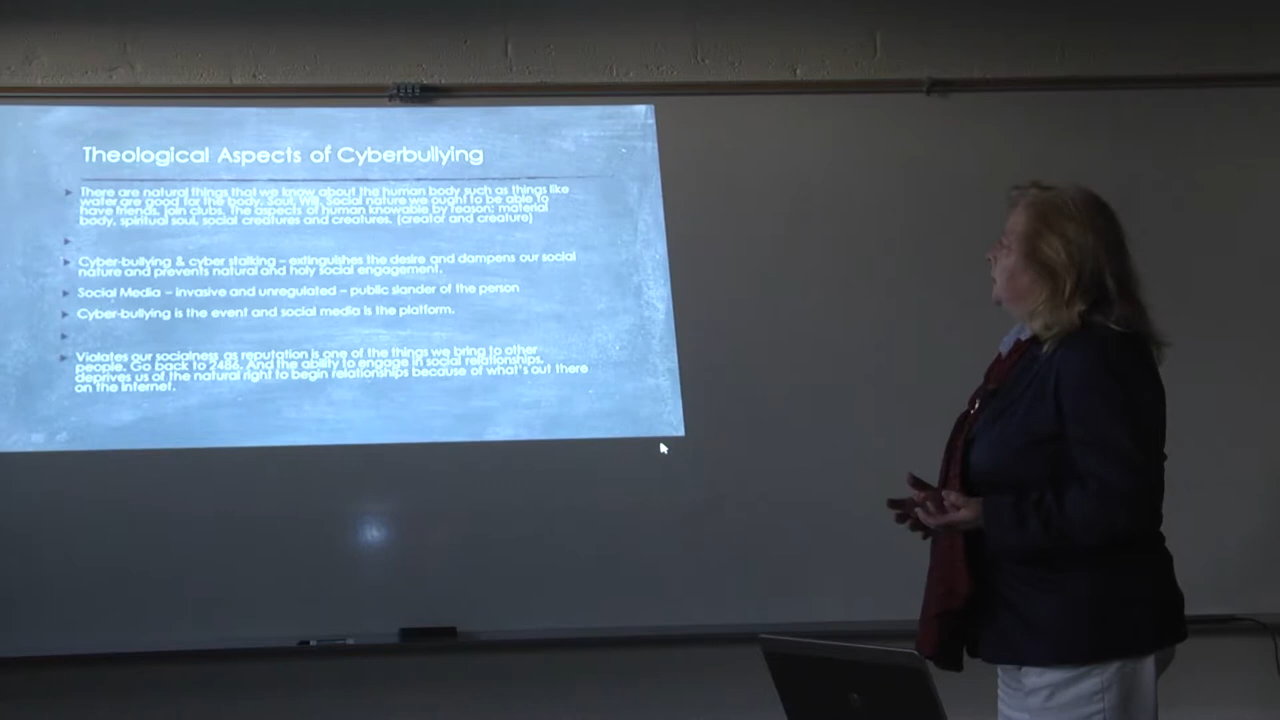 Theological Aspects of Cyberbullying
There are natural things that we know about the human body such as things like
water are good for the body. Soul, Wil, Social nature we ought to be able to
have friends, join clubs. The aspects of human knowable by reason: material
body, spiritual soul, social creatures and creatures. (creator and creature)
Cyber-bullying & cyber stalking – extinguishes the desire and dampens our social
nature and prevents natural and holy social engagement.
Social Media – invasive and unregulated – public slander of the person
Cyber-bullying is the event and social media is the platform.
Violates our socialness as reputation is one of the things we bring to other
people. Go back to 2486. And the ability to engage in social relationships.
deprives us of the natural right to begin relationships because of what's out there
on the internet.